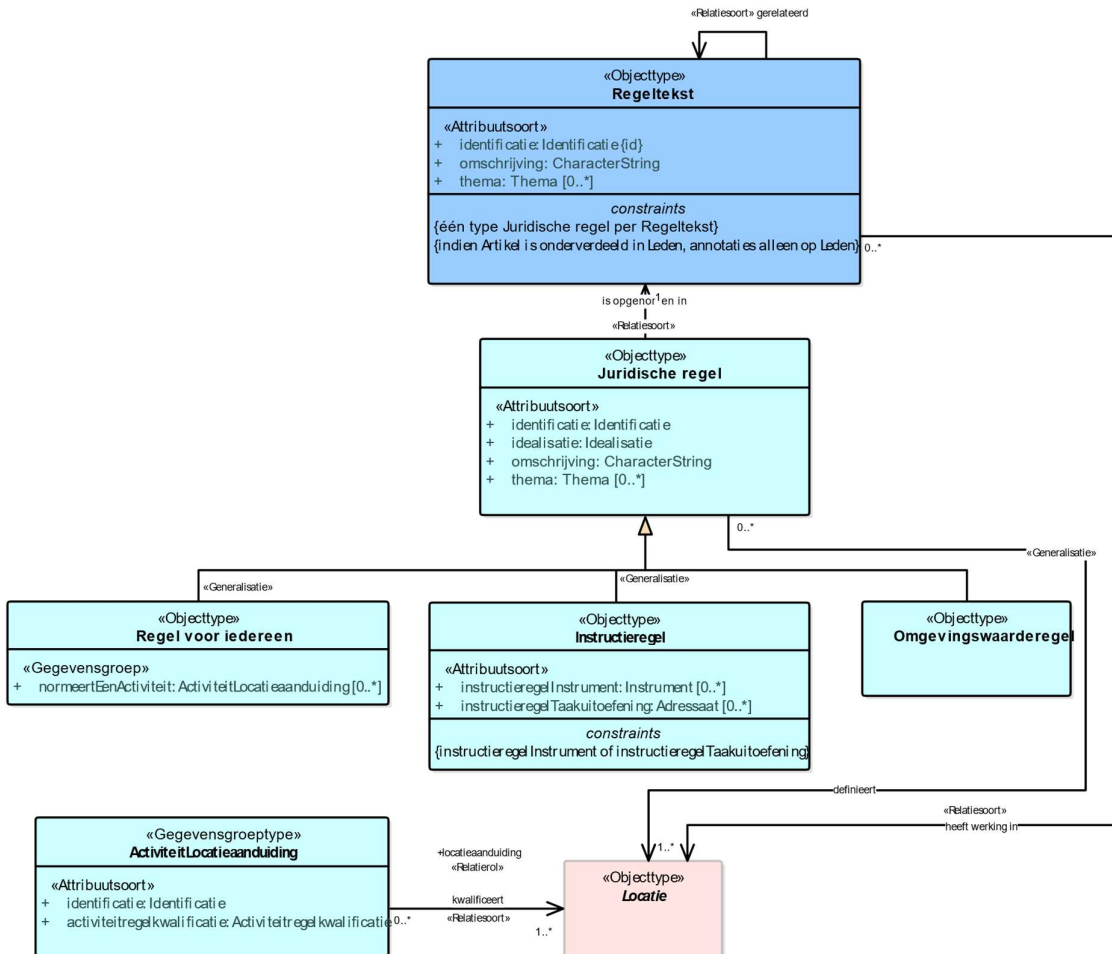 «Relatiesoort» gerelateerd
«Objecttype»
Regeltekst
«Attribuutsoort»
+ identificatie: Identificatie {id}
+ omschrijving: CharacterString
+ thema: Thema [0..*]
constraints
{één type Juridische regel per Regeltekst}
{indien Artikel is onderverdeeld in Leden, annotaties alleen op Leden}
0..*
1
is opgenomen in
«Relatiesoort»
«Objecttype»
Juridische regel
«Attribuutsoort»
+ identificatie: Identificatie
+ idealisatie: Idealisatie
+ omschrijving: CharacterString
+ thema: Thema [0..*]
0..*
«Generalisatie»
«Generalisatie»
«Generalisatie»
«Objecttype»
Regel voor iedereen
«Gegevensgroep»
+ normeertEenActiviteit: ActiviteitLocatieaanduiding [0..*]
«Objecttype»
Instructieregel
«Attribuutsoort»
+ instructieregelInstrument: Instrument [0..*]
+ instructieregelTaakuitoefening: Adressaat [0..*]
constraints
{instructieregelInstrument of instructieregelTaakuitoefening}
«Objecttype»
Omgevingswaarderegel
definieert
«Relatiesoort»
heeft werking in
«Gegevensgroeptype»
ActiviteitLocatieaanduiding
«Attribuutsoort»
+ identificatie: Identificatie
+ activiteitregelkwalificatie: Activiteitregelkwalificatie
0..*
+locatieaanduiding
«Relatierol»
kwalificeert
«Relatiesoort»
1..*
1..*
«Objecttype»
Locatie